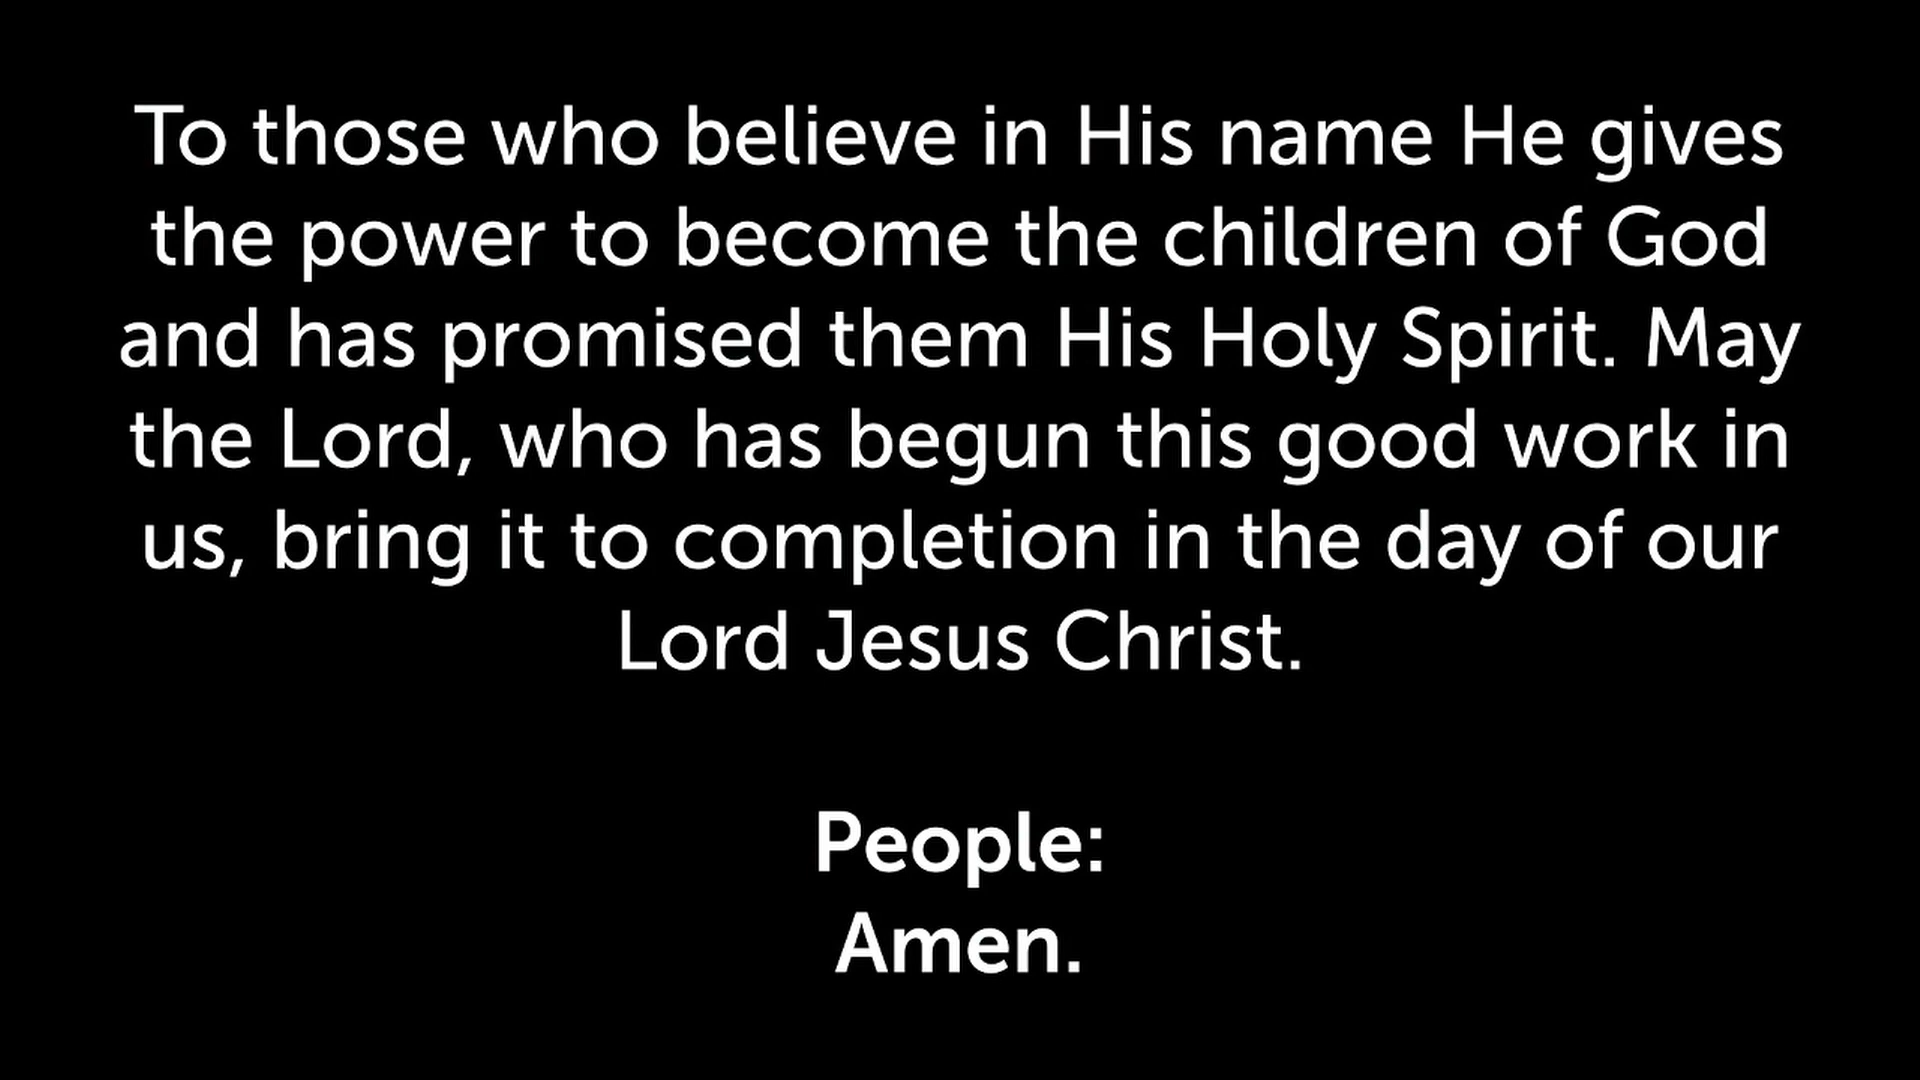 To those who believe in His name He gives
the power to become the children of God
and has promised them His Holy Spirit. May
the Lord, who has begun this good work in
us, bring it to completion in the day of our
Lord Jesus Christ.
People:
Amen.